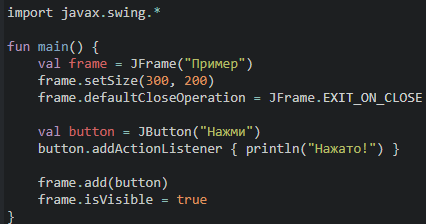 import javax.swing.*
fun main() {
    val frame = JFrame("Пример")
    frame.setSize(300, 200)
    frame.defaultCloseOperation = JFrame.EXIT_ON_CLOSE
    val button = JButton("Нажми")
    button.addActionListener { println("Нажато!") }
    frame.add(button)
    frame.isVisible = true
}